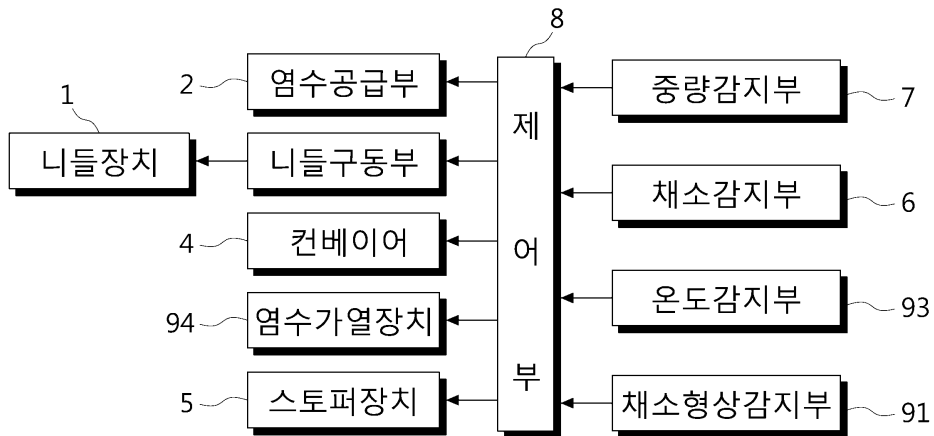 8
2 염수공급부
중량감지부 7
1
제
니들장치
니들구동부
채소감지부 6
4 컨베이어
어
94 염수가열장치
온도감지부 93
5 스토퍼장치
부
채소형상감지부 91